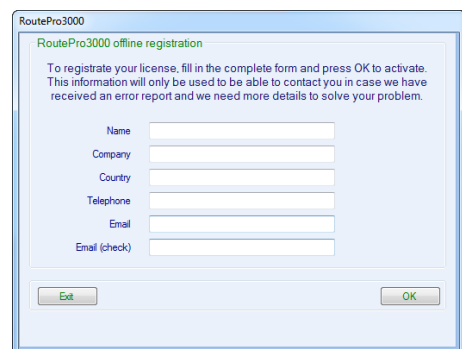 RoutePro3000
RoutePro3000 offline registration
To registrate your license, fill in the complete form and press OK to activate.
This information will only be used to be able to contact you in case we have
received an error report and we need more details to solve your problem.
Name
Company
Country
Telephone
Email
Email (check)
Exit
OK